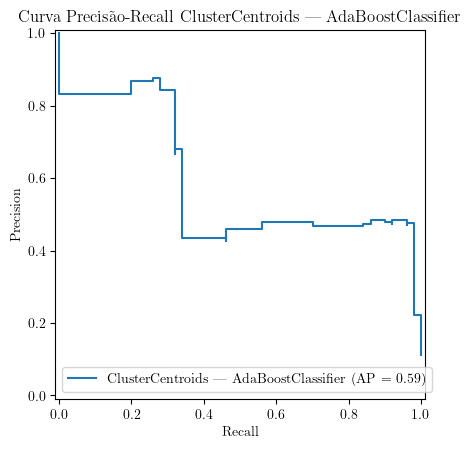 Curva Precisão-Recall ClusterCentroids — AdaBoostClassifier
1.0
0.8
0.6
0.4
0.2
0.0
Precision
ClusterCentroids — AdaBoostClassifier (AP = 0.59)
0.0 0.2 0.4 0.6 0.8 1.0
Recall